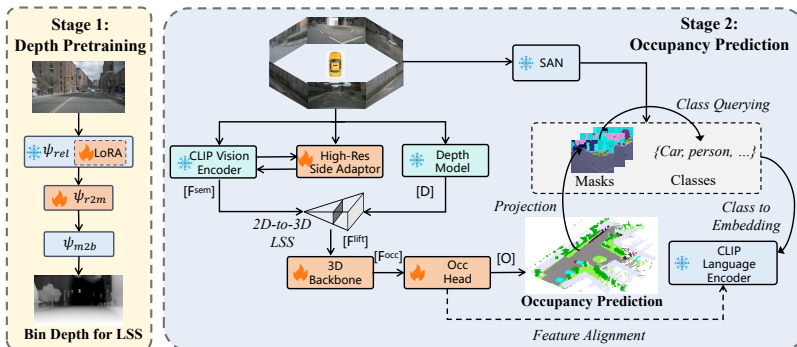 Stage 1:
Depth Pretraining
ψrel
LoRA
ψr2m
ψm2b
Bin Depth for LSS
Stage 2:
Occupancy Prediction
SAN
Class Querying
CLIP Vision
Encoder
High-Res
Side Adaptor
Depth
Model
{Car, person, ...}
Masks
Classes
[Fsem]
[D]
2D-to-3D
LSS
[Flift]
Projection
Class to
Embedding
3D
Backbone
[Focc]
Occ
Head
[O]
Occupancy Prediction
CLIP
Language
Encoder
Feature Alignment